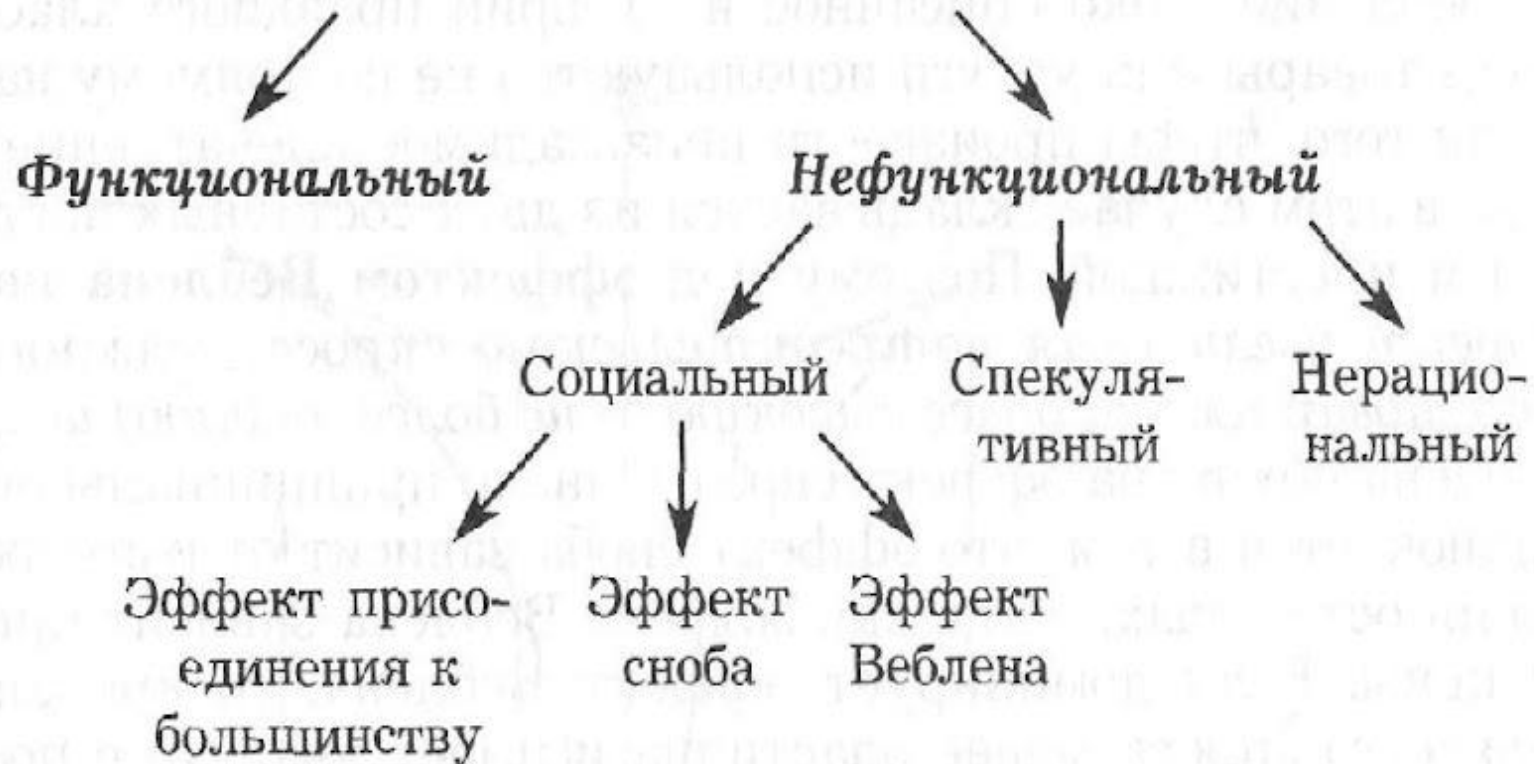 Функциональный Нефункциональный
Социальный Спекуля- Нерацио-
тивный нальный
Эффект присо- Эффект Эффект
единения к сноба Веблена
большинству